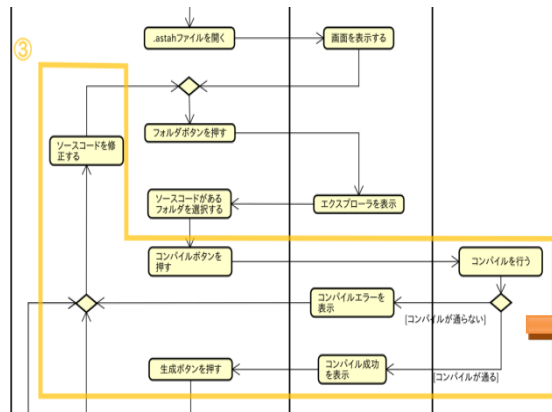 .astahファイルを開く
画面を表示する
③
フォルダボタンを押す
ソースコードを修
正する
ソースコードがある
フォルダを選択する
エクスプローラを表示
コンパイルボタンを
押す
コンパイルを行う
コンパイルエラーを
表示
[コンパイルが通らない]
コンパイル成功
を表示
生成ボタンを押す
[コンパイルが通る]